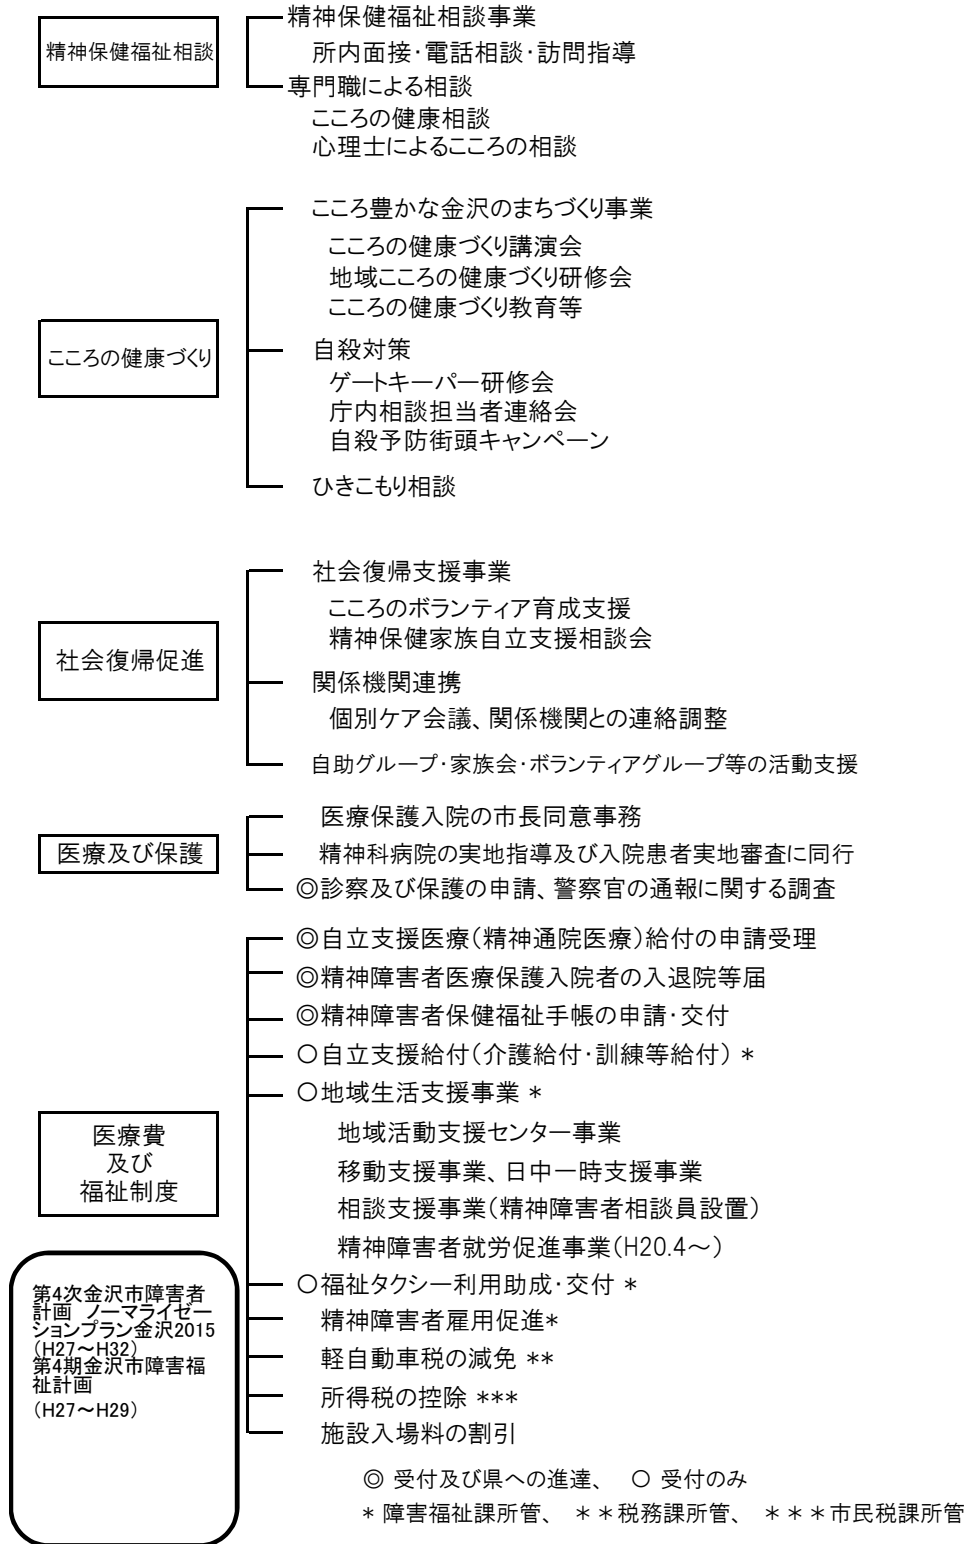 精神保健福祉相談
精神保健福祉相談事業
所内面接・電話相談・訪問指導
専門職による相談
こころの健康相談
心理士によるこころの相談
こころの健康づくり
こころ豊かな金沢のまちづくり事業
こころの健康づくり講演会
地域こころの健康づくり研修会
こころの健康づくり教育等
自殺対策
ゲートキーパー研修会
庁内相談担当者連絡会
自殺予防街頭キャンペーン
ひきこもり相談
社会復帰促進
社会復帰支援事業
こころのボランティア育成支援
精神保健家族自立支援相談会
関係機関連携
個別ケア会議、関係機関との連絡調整
自助グループ・家族会・ボランティアグループ等の活動支援
医療及び保護
医療保護入院の市長同意事務
精神科病院の実地指導及び入院患者実地審査に同行
◎診察及び保護の申請、警察官の通報に関する調査
医療費
及び
福祉制度
◎自立支援医療(精神通院医療)給付の申請受理
◎精神障害者医療保護入院者の入退院等届
◎精神障害者保健福祉手帳の申請・交付
○自立支援給付(介護給付・訓練等給付) *
○地域生活支援事業 *
地域活動支援センター事業
移動支援事業、日中一時支援事業
相談支援事業(精神障害者相談員設置)
精神障害者就労促進事業(H20.4~)
○福祉タクシー利用助成・交付 *
精神障害者雇用促進*
軽自動車税の減免 **
所得税の控除 ***
施設入場料の割引
第4次金沢市障害者
計画 ノーマライゼー
ションプラン金沢2015
(H27~H32)
第4期金沢市障害福
祉計画
(H27~H29)
◎ 受付及び県への進達、 ○ 受付のみ
* 障害福祉課所管、 **税務課所管、 ***市民税課所管